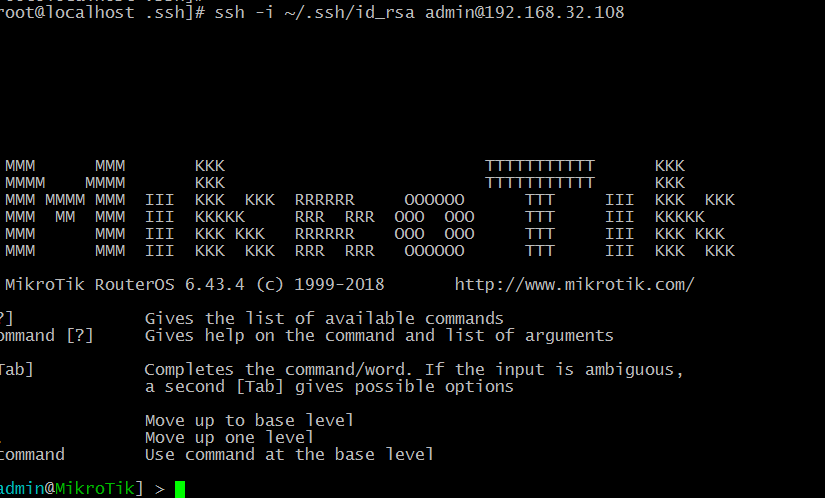 root@localhost .ssh]# ssh -i ~/.ssh/id_rsa admin@192.168.32.108
MMM      MMM       KKK                          TTTTTTTTTTT      KKK
MMMM    MMMM       KKK                          TTTTTTTTTTT      KKK
MMM MMMM MMM  III  KKK  KKK  RRRRRR     OOOOOO      TTT     III  KKK  KKK
MMM  MM  MMM  III  KKKKK     RRR  RRR  OOO  OOO     TTT     III  KKKKK
MMM      MMM  III  KKK KKK   RRRRRR    OOO  OOO     TTT     III  KKK KKK
MMM      MMM  III  KKK  KKK  RRR  RRR   OOOOOO      TTT     III  KKK  KKK
MikroTik RouterOS 6.43.4 (c) 1999-2018       http://www.mikrotik.com/
?]             Gives the list of available commands
ommand [?]     Gives help on the command and list of arguments
Tab]           Completes the command/word. If the input is ambiguous,
a second [Tab] gives possible options
Move up to base level
.              Move up one level
command        Use command at the base level
admin@MikroTik] >